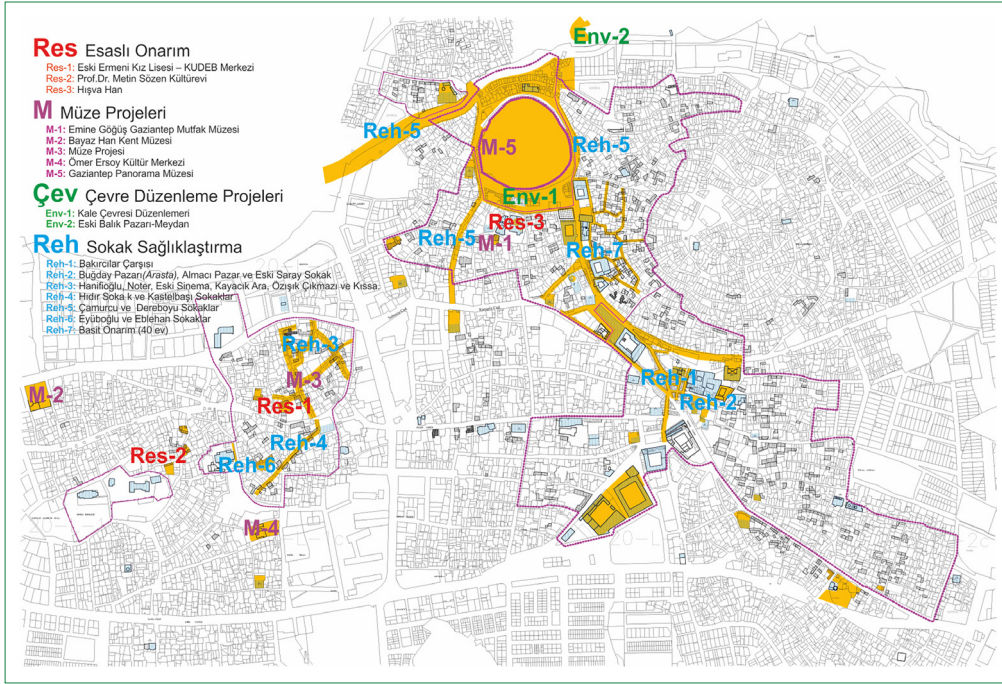 Res Esaslı Onarım
Res-1: Eski Ermeni Kız Lisesi – KUDEB Merkezi
Res-2: Prof.Dr. Metin Sözen Kültürevi
Res-3: Hışva Han
M Müze Projeleri
M-1: Emine Göğüş Gaziantep Mutfak Müzesi
M-2: Bayaz Han Kent Müzesi
M-3: Müze Projesi
M-4: Ömer Ersoy Kültür Merkezi
M-5: Gaziantep Panorama Müzesi
Çev Çevre Düzenleme Projeleri
Env-1: Kale Çevresi Düzenlemeri
Env-2: Eski Balık Pazarı-Meydan
Reh Sokak Sağlıklaştırma
Reh-1: Bakırcılar Çarşısı
Reh-2: Buğday Pazarı(Arasta), Almacı Pazar ve Eski Saray Sokak
Reh-3: Hanifioğlu, Noter, Eski Sinema, Kayacık Ara, Özışık Çıkmazı ve Kıssa.
Reh-4: Hıdır Soka k ve Kastelbaşı Sokaklar
Reh-5: Çamurcu ve Dereboyu Sokaklar
Reh-6: Eyüboğlu ve Eblehan Sokaklar
Reh-7: Basit Onarım (40 ev)
Env-2
Reh-5
M-5
Reh-5
Env-1
Res-3
Reh-5
M-1
Reh-7
Reh-3
M-3
Reh-1
M-2
Res-1
Reh-2
Reh-4
Res-2
Reh-6
M-4